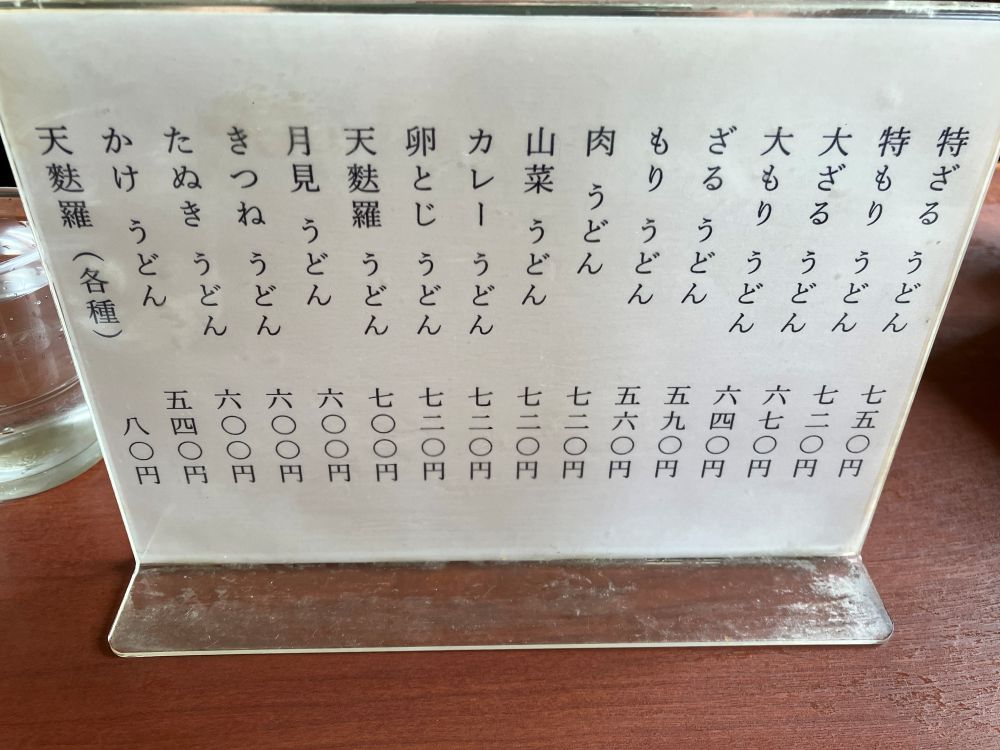 特ざる うどん 七五〇円
特もり うどん 七二〇円
大ざる うどん 六七〇円
大もり うどん 六四〇円
ざる うどん 五九〇円
もり うどん 五六〇円
肉 うどん 七二〇円
山菜 うどん 七二〇円
カレー うどん 七二〇円
卵とじ うどん 七二〇円
天麩羅 うどん 七〇〇円
月見 うどん 六〇〇円
きつね うどん 六〇〇円
たぬき うどん 六〇〇円
かけ うどん 五四〇円
天麩羅（各種） 八〇円